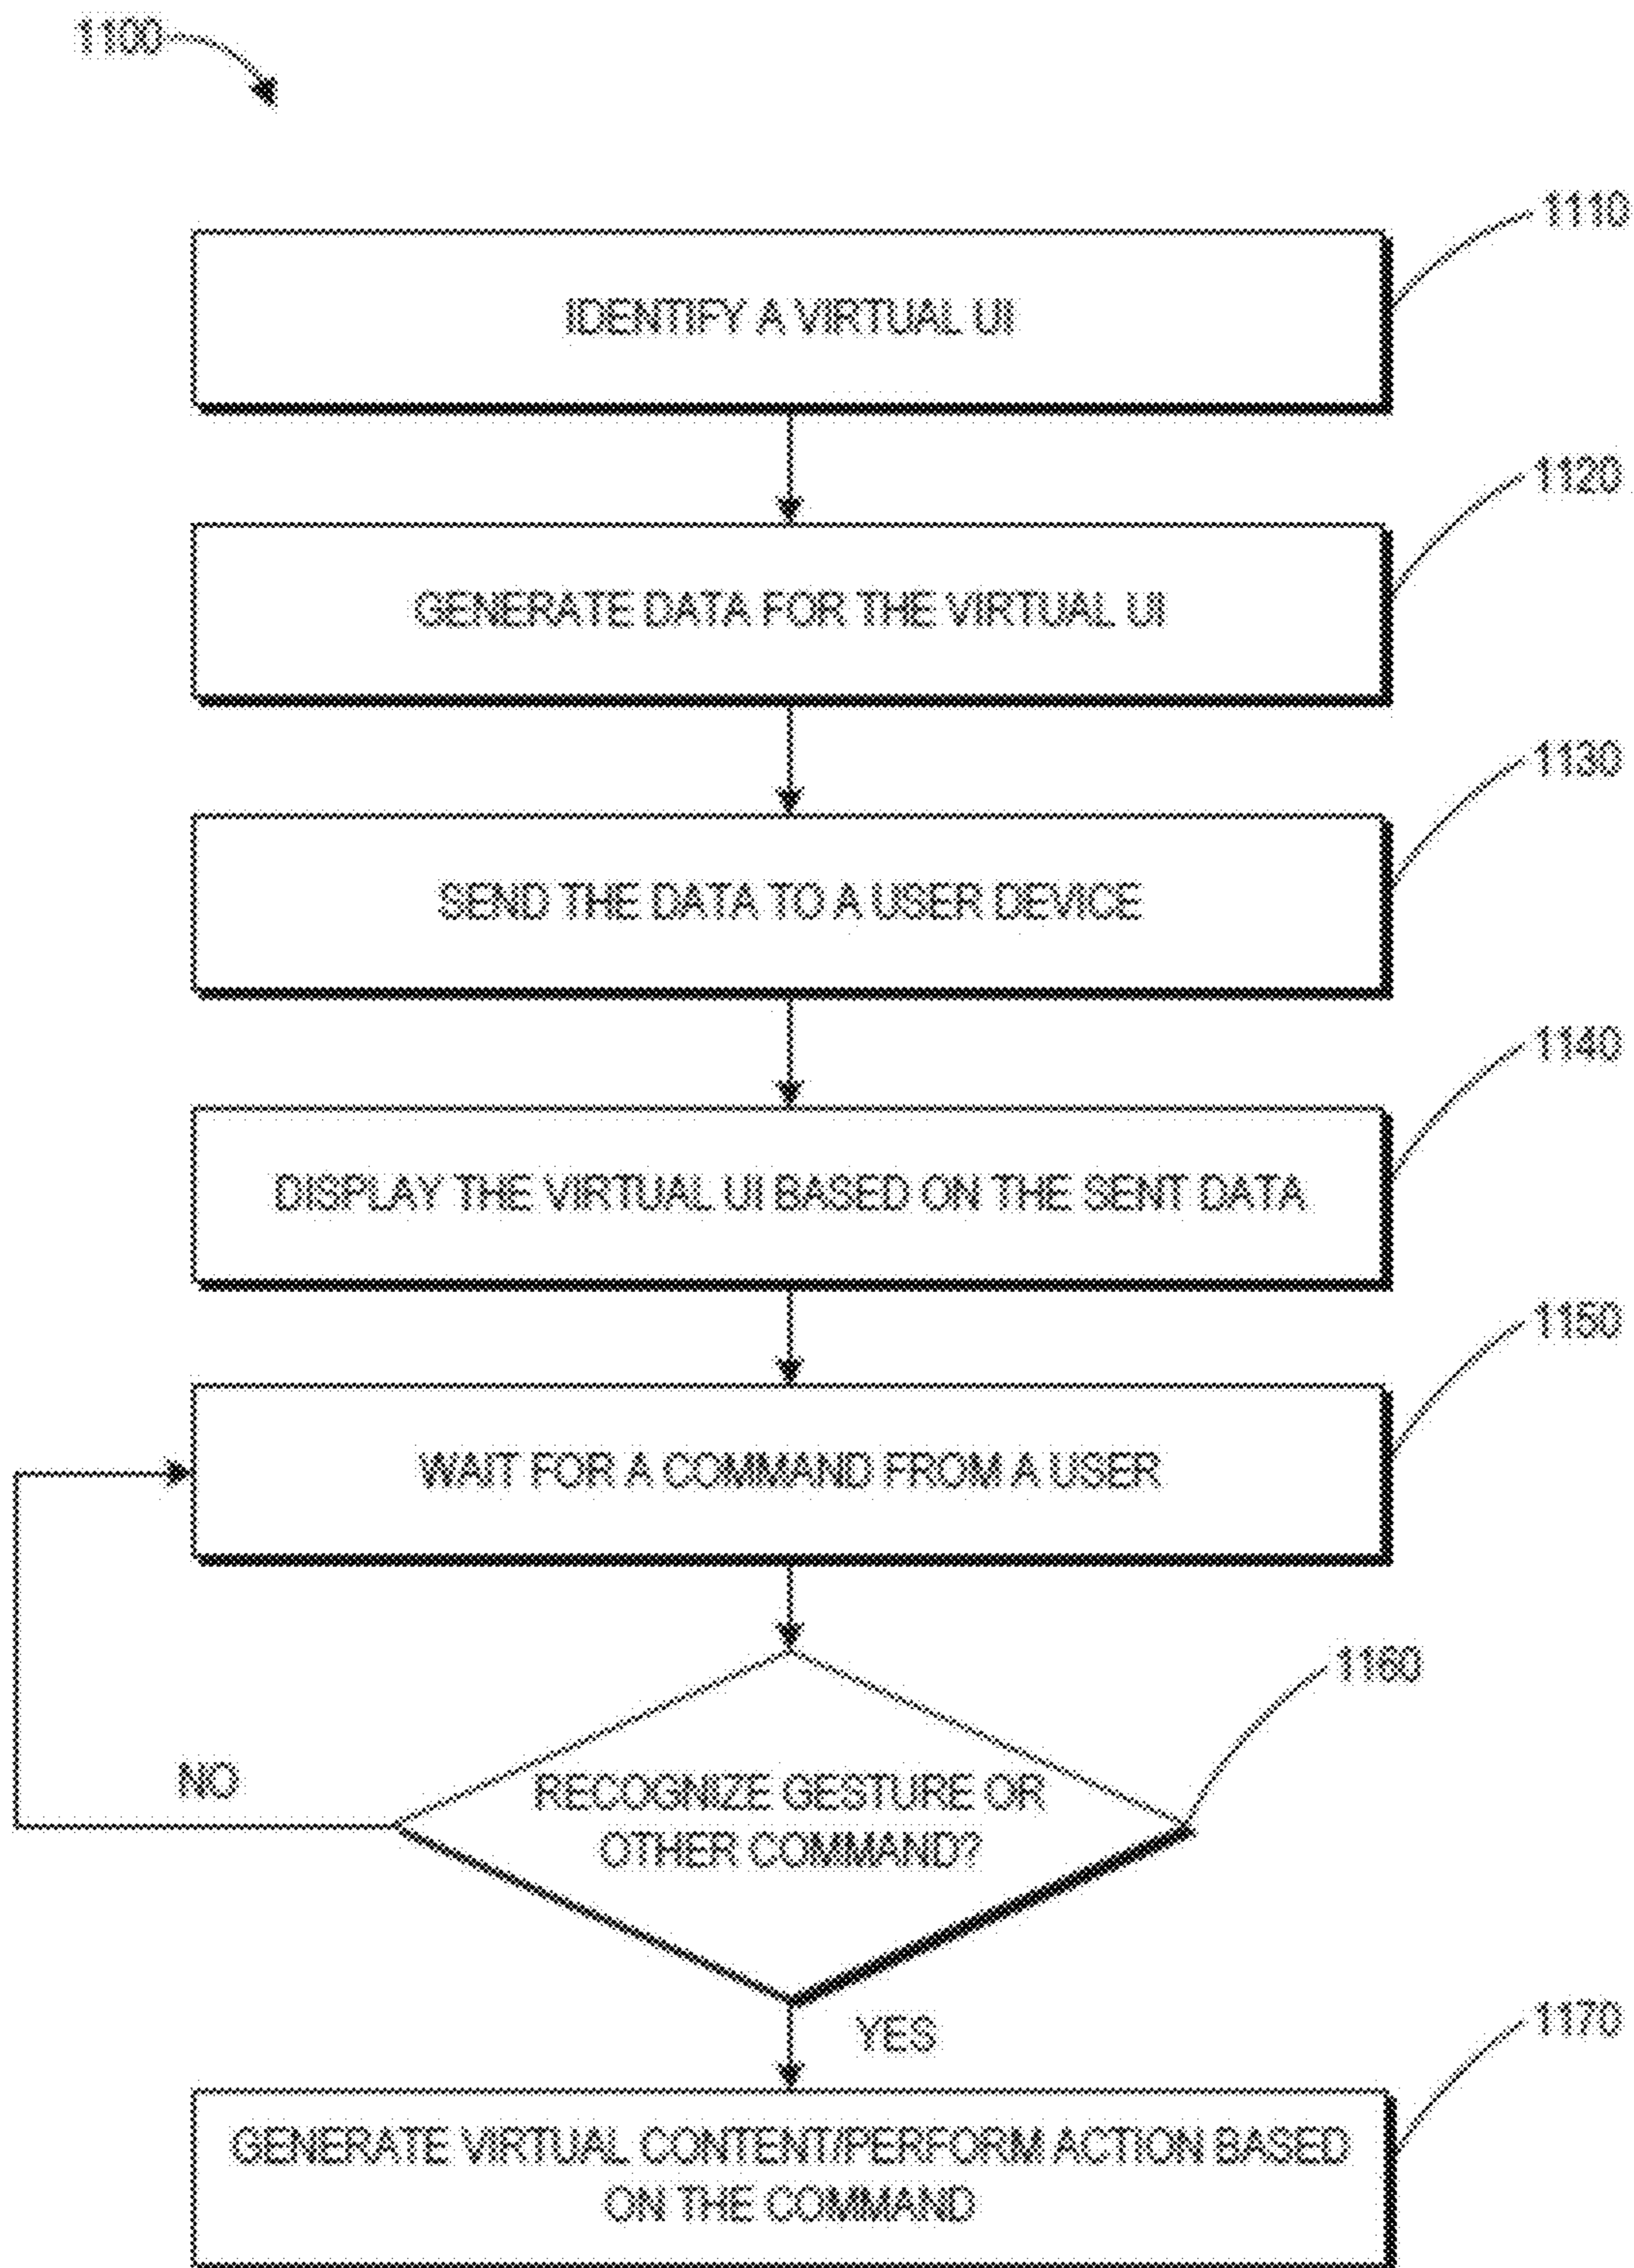 1100
1110
IDENTIFY A VIRTUAL UI
1120
GENERATE DATA FOR THE VIRTUAL UI
1130
SEND THE DATA TO A USER DEVICE
1140
DISPLAY THE VIRTUAL UI BASED ON THE SENT DATA
1150
WAIT FOR A COMMAND FROM A USER
1160
NO
RECOGNIZE GESTURE OR
OTHER COMMAND?
YES
1170
GENERATE VIRTUAL CONTENT/PERFORM ACTION BASED
ON THE COMMAND